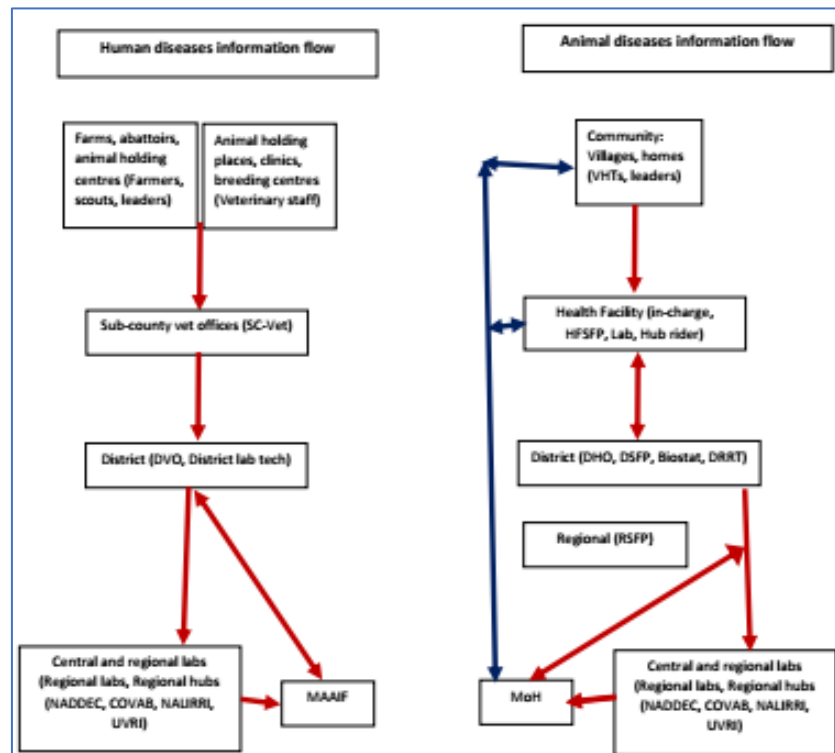 Human diseases information flow
Farms, abattoirs,
animal holding
centres (Farmers,
scouts, leaders)
Animal holding
places, clinics,
breeding centres
(Veterinary staff)
Sub-county vet offices (SC-Vet)
District (DVO, District lab tech)
Central and regional labs
(Regional labs, Regional hubs
(NADDEC, COVAB, NALIRRI,
UVRI)
MAAIF
Animal diseases information flow
Community:
Villages, homes
(VHTs, leaders)
Health Facility (in-charge,
HFSFP, Lab, Hub rider)
District (DHO, DSFP, Biostat, DRRT)
Regional (RSFP)
MoH
Central and regional labs
(Regional labs, Regional hubs
(NADDEC, COVAB, NALIRRI,
UVRI)